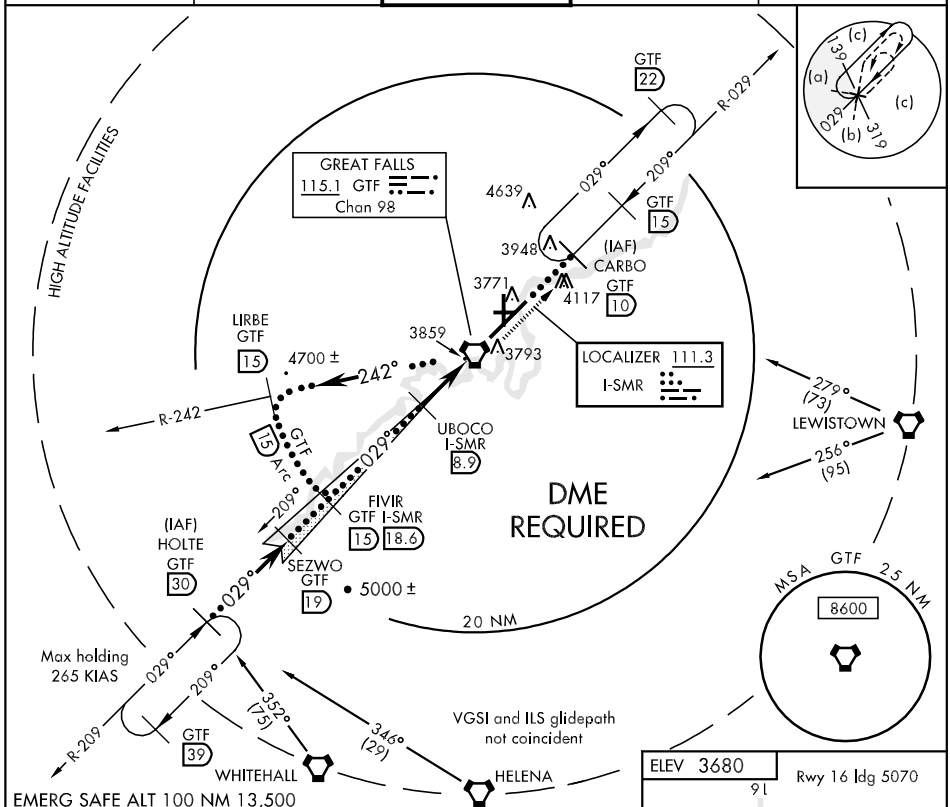 GTF
22
R-029
139
(c)
(a)
(c)
029
(b)
319
HIGH ALTITUDE FACILITIES
GREAT FALLS
115.1 GTF
Chan 98
029°
209°
4639
GTF
15
3948
(IAF)
CARBO
GTF
10
3771
4117
LIRBE
GTF
15
4700 ±
3859
3793
242°
LOCALIZER 111.3
I-SMR
R-242
279°
(73)
LEWISTOWN
256°
(95)
15 Arc GTF
029°
UBOCO
I-SMR
8.9
209°
FIVIR
GTF I-SMR
15 18.6
DME
REQUIRED
(IAF)
HOLTE
GTF
30
029°
SEZWO
GTF
19
5000 ±
MSA GTF 25 NM
8600
20 NM
Max holding
265 KIAS
029°
209°
R-209
352°
(75)
346°
(29)
VGSI and ILS glidepath
not coincident
GTF
39
WHITEHALL
HELENA
ELEV 3680
Rwy 16 ldg 5070
91
EMERG SAFE ALT 100 NM 13,500